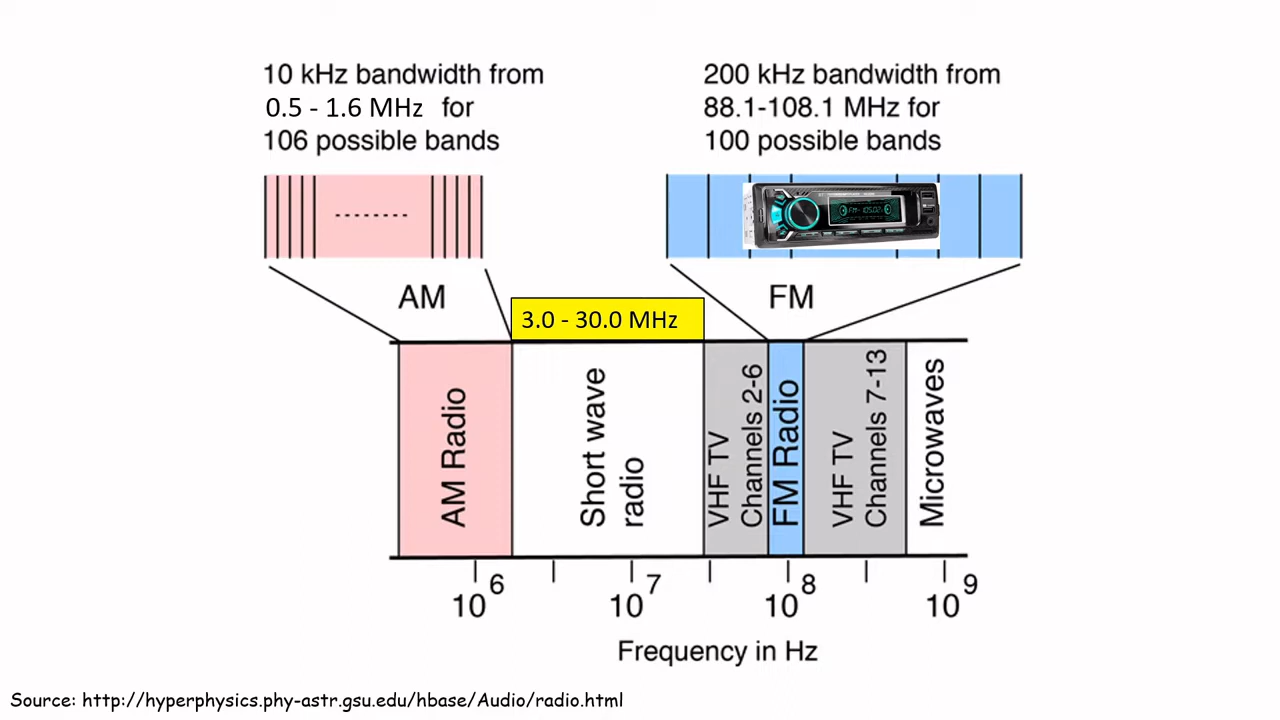 10 kHz bandwidth from
0.5 - 1.6 MHz for
106 possible bands
200 kHz bandwidth from
88.1-108.1 MHz for
100 possible bands
AM
FM
3.0 - 30.0 MHz
AM Radio
Short wave
radio
VHF TV
Channels 2-6
FM Radio
VHF TV
Channels 7-13
Microwaves
10 6
10 7
10 8
10 9
Frequency in Hz
Source: http://hyperphysics.phy-astr.gsu.edu/hbase/Audio/radio.html